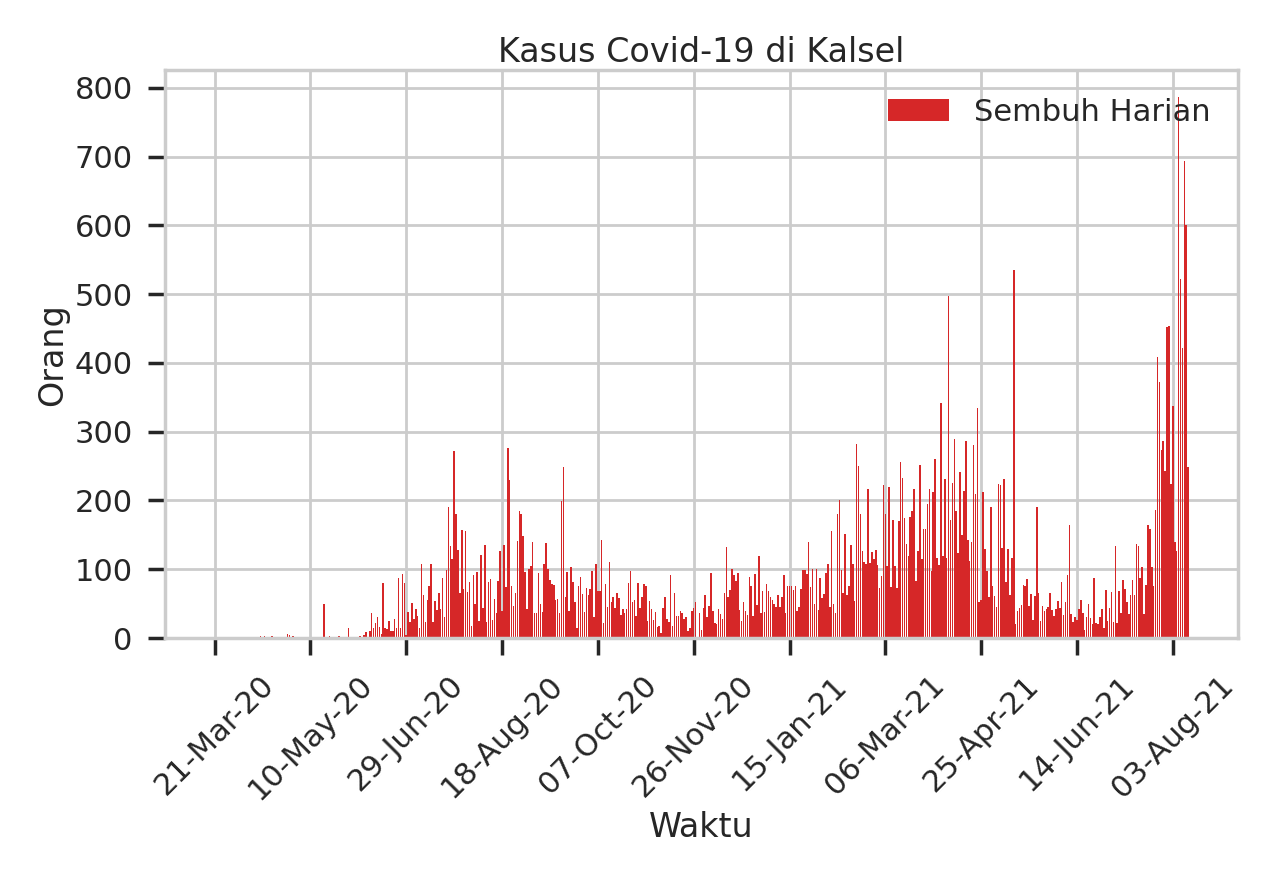 Kasus Covid-19 di Kalsel
Sembuh Harian
Orang
800
700
600
500
400
300
200
100
0
21-Mar-20
10-May-20
29-Jun-20
18-Aug-20
07-Oct-20
26-Nov-20
15-Jan-21
06-Mar-21
25-Apr-21
14-Jun-21
03-Aug-21
Waktu